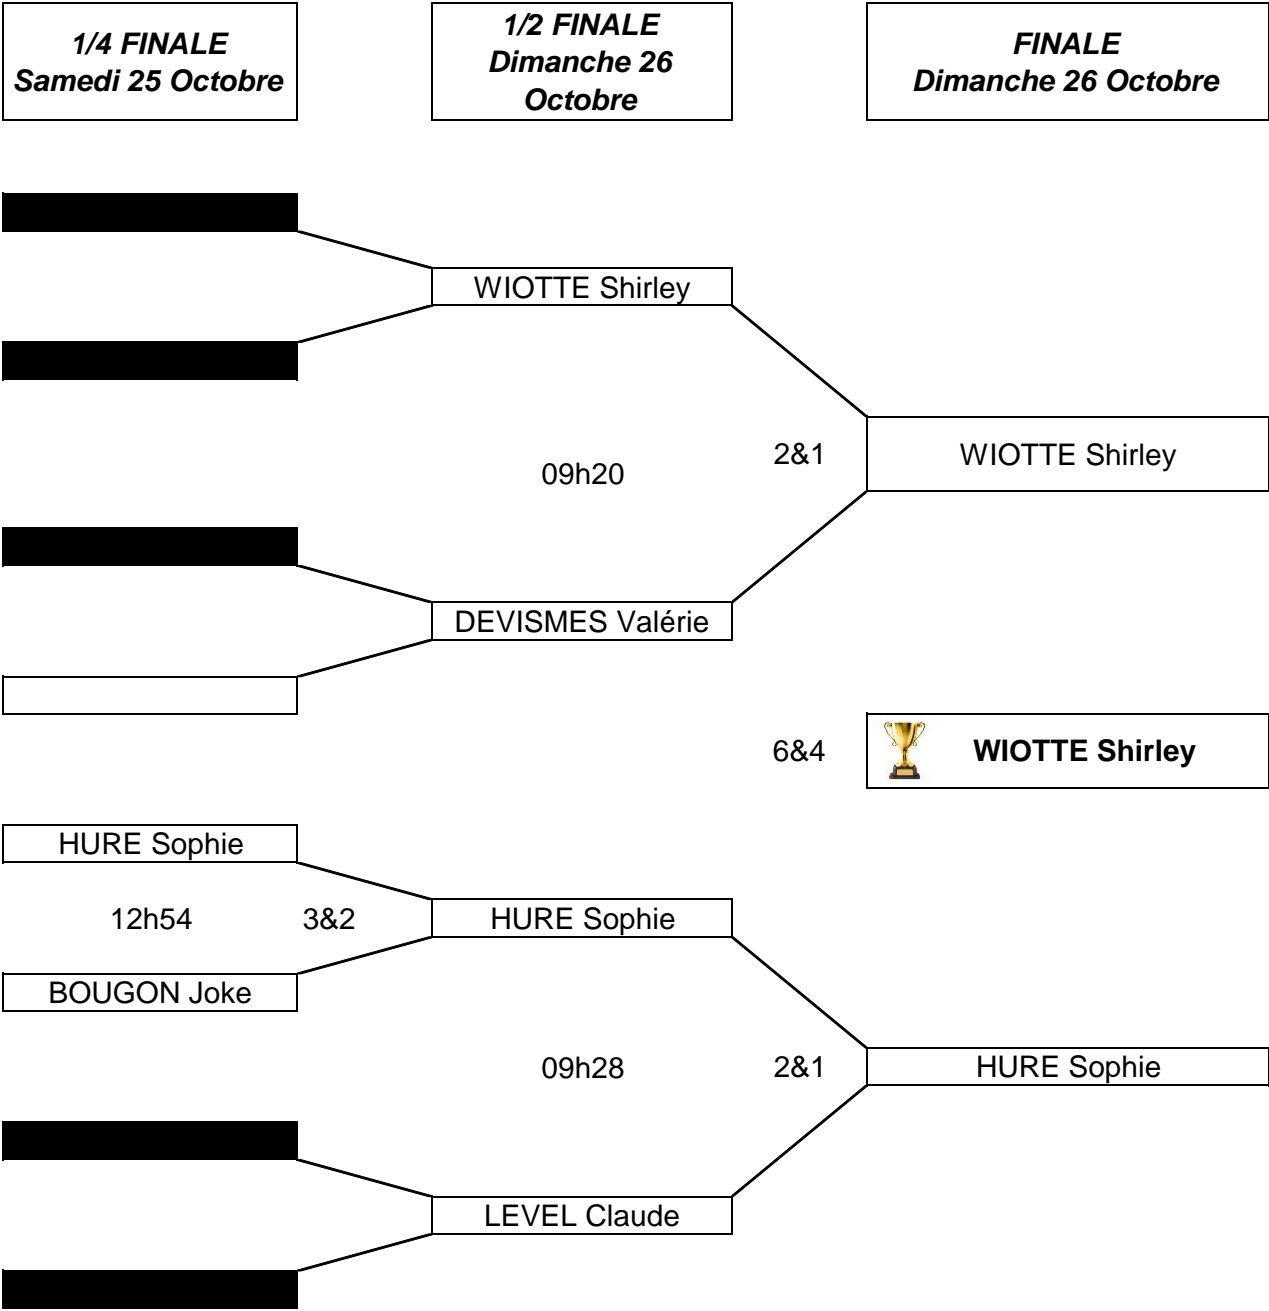 1/4 FINALE
Samedi 25 Octobre
1/2 FINALE
Dimanche 26
Octobre
FINALE
Dimanche 26 Octobre
WIOTTE Shirley
09h20
2&1
WIOTTE Shirley
DEVISMES Valérie
6&4
WIOTTE Shirley
HURE Sophie
12h54
3&2
HURE Sophie
BOUGON Joke
09h28
2&1
HURE Sophie
LEVEL Claude